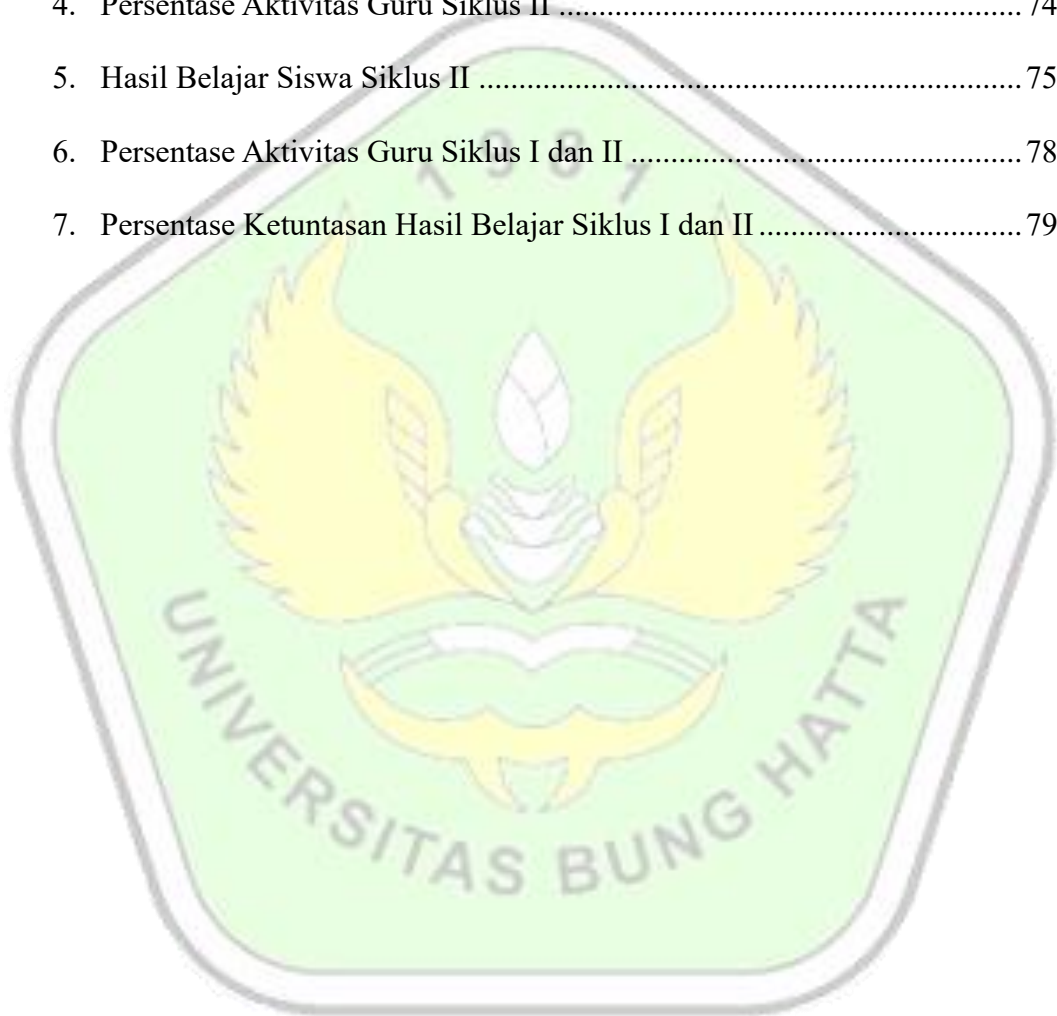 4. Persentase Aktivitas Guru Siklus II ........................................................... 74
5. Hasil Belajar Siswa Siklus II ..................................................................... 75
6. Persentase Aktivitas Guru Siklus I dan II .................................................. 78
7. Persentase Ketuntasan Hasil Belajar Siklus I dan II ................................. 79
1981
UNIVERSITAS BUNG HATTA